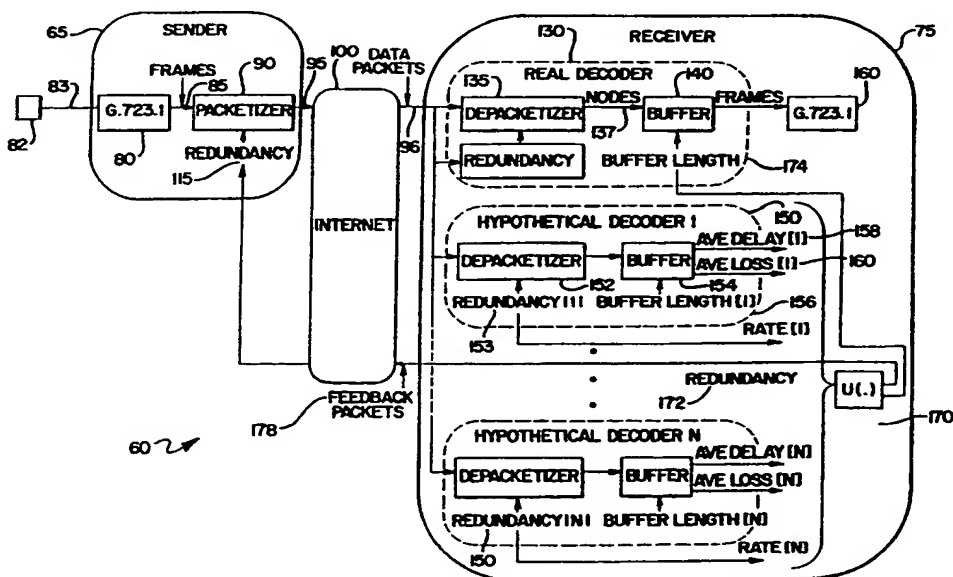 65
SENDER
83
FRAMES
85
90
95
G.723.1
PACKETIZER
82
80
REDUNDANCY
115
100
DATA
PACKETS
96
INTERNET
178
FEEDBACK
PACKETS
60
130
RECEIVER
75
REAL DECODER
135
140
160
DEPACKETIZER
NODES
137
BUFFER
FRAMES
G.723.1
REDUNDANCY
BUFFER LENGTH
174
HYPOTHETICAL DECODER 1
150
AVE DELAY [1]
158
DEPACKETIZER
BUFFER
AVE LOSS [1]
160
152
154
REDUNDANCY |1|
BUFFER LENGTH [1]
156
153
RATE [1]
REDUNDANCY
172
U(.)
170
HYPOTHETICAL DECODER N
AVE DELAY [N]
DEPACKETIZER
BUFFER
AVE LOSS [N]
REDUNDANCY |N|
BUFFER LENGTH [N]
150
RATE [N]